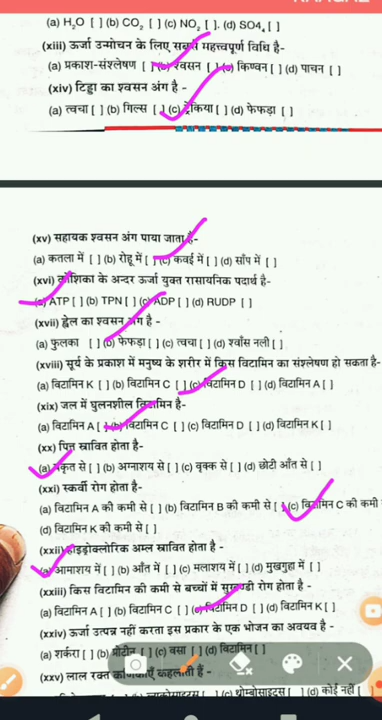 (a) H₂O [ ] (b) CO₂ [ ] (c) NO₂ [ ]. (d) SO₄ [ ]
(xiii) ऊर्जा उन्मोचन के लिए सबसे महत्त्वपूर्ण विधि है-
(a) प्रकाश-संश्लेषण [ ] (b) श्वसन [ ] (c) किण्वन [ ] (d) पाचन [ ]
(xiv) टिड्डा का श्वसन अंग है -
(a) त्वचा [ ] (b) गिल्स [ ] (c) ट्रेकिया [ ] (d) फेफड़ा [ ]
(xv) सहायक श्वसन अंग पाया जाता है-
(a) कतला में [ ] (b) रोहू में [ ] (c) कवई में [ ] (d) साँप में [ ]
(xvi) कोशिका के अन्दर ऊर्जा युक्त रासायनिक पदार्थ है-
(a) ATP [ ] (b) TPN [ ] (c) ADP [ ] (d) RUDP [ ]
(xvii) ह्वेल का श्वसन अंग है -
(a) फुलका [ ] (b) फेफड़ा [ ] (c) त्वचा [ ] (d) श्वाँस नली [ ]
(xviii) सूर्य के प्रकाश में मनुष्य के शरीर में किस विटामिन का संश्लेषण हो सकता है-
(a) विटामिन K [ ] (b) विटामिन C [ ] (c) विटामिन D [ ] (d) विटामिन A [ ]
(xix) जल में घुलनशील विटामिन है-
(a) विटामिन A [ ] (b) विटामिन C [ ] (c) विटामिन D [ ] (d) विटामिन K [ ]
(xx) पित्त स्रावित होता है-
(a) यकृत से [ ] (b) अग्नाशय से [ ] (c) वृक्क से [ ] (d) छोटी आँत से [ ]
(xxi) स्कर्वी रोग होता है-
(a) विटामिन A की कमी से [ ] (b) विटामिन B की कमी से [ ] (c) विटामिन C की कमी
(d) विटामिन K की कमी से [ ]
(xxii) हाइड्रोक्लोरिक अम्ल स्रावित होता है -
(a) आमाशय में [ ] (b) आँत में [ ] (c) मलाशय में [ ] (d) मुखगुहा में [ ]
(xxiii) किस विटामिन की कमी से बच्चों में सुखण्डी रोग होता है -
(a) विटामिन A [ ] (b) विटामिन C [ ] (c) विटामिन D [ ] (d) विटामिन K [ ]
(xxiv) ऊर्जा उत्पन्न नहीं करता इस प्रकार के एक भोजन का अवयव है -
(a) शर्करा [ ] (b) प्रोटीन [ ] (c) वसा [ ] (d) विटामिन [ ]
(xxv) लाल रक्त कणिकाएँ कहलाती हैं -
(c) थ्रोम्बोसाइट्स [ ] (d) कोई नहीं [